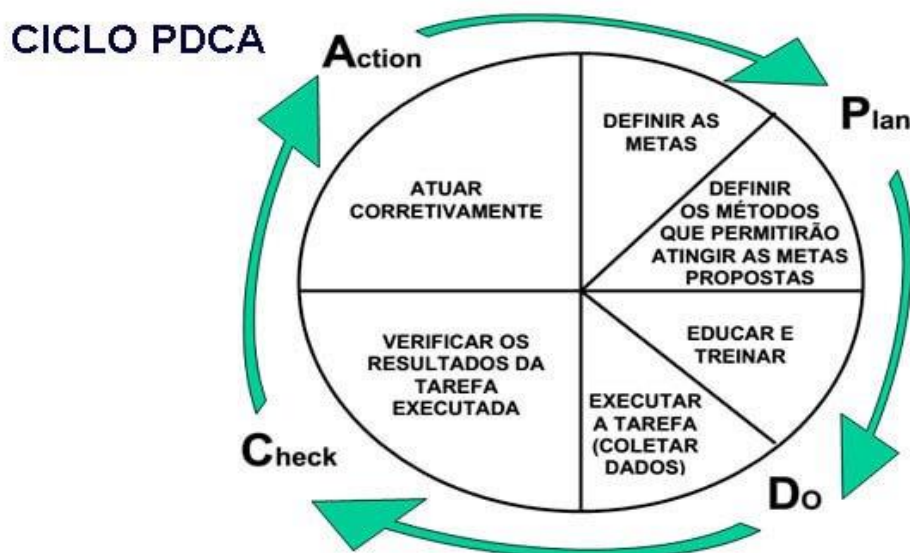 CICLO PDCA
Action
Plan
DEFINIR AS
METAS
DEFINIR
OS MÉTODOS
QUE PERMITIRÃO
ATINGIR AS METAS
PROPOSTAS
EDUCAR E
TREINAR
EXECUTAR
A TAREFA
(COLETAR
DADOS)
Do
VERIFICAR OS
RESULTADOS DA
TAREFA
EXECUTADA
Check
ATUAR
CORRETIVAMENTE